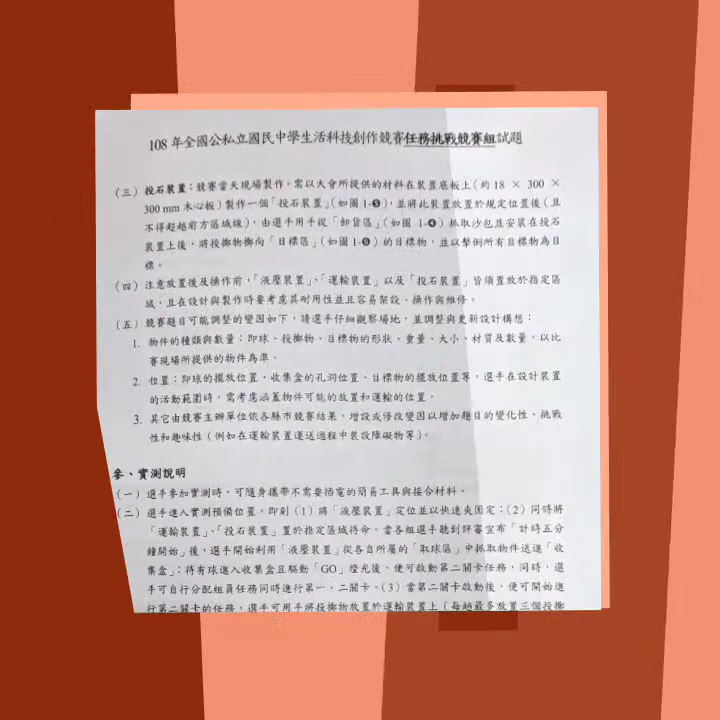 108 年全國公私立國民中學生活科技創作競賽任務挑戰競賽組試題
（三）投石裝置：競賽當天現場製作。需以大會所提供的材料在裝置底板上（約 18 × 300 ×
300 mm 木心板）製作一個「投石裝置」（如圖 1-❺），並將此裝置放置於規定位置後（且
不得超越前方區域線），由選手用手從「卸貨區」（如圖 1-❹）抓取沙包並安裝在投石
裝置上後，將投擲物擲向「目標區」（如圖 1-❻）的目標物，並以擊倒所有目標物為目
標。
（四）注意放置後及操作前，「液壓裝置」、「運輸裝置」以及「投石裝置」皆須置放於指定區
域，且在設計與製作時要考慮其耐用性並且容易架設、操作與維修。
（五）競賽題目可能調整的變因如下，請選手仔細觀察場地，並調整與更新設計構想：
1. 物件的種類與數量：即球、投擲物、目標物的形狀、重量、大小、材質及數量，以比
賽現場所提供的物件為準。
2. 位置：即球的擺放位置、收集盒的孔洞位置、目標物的擺放位置等，選手在設計裝置
的活動範圍時，需考慮涵蓋物件可能的放置和運輸的位置。
3. 其它由競賽主辦單位依各縣市競賽結果，增設或修改變因以增加題目的變化性、挑戰
性和趣味性（例如在運輸裝置運送過程中裝設障礙物等）。
參、實測說明
（一）選手參加實測時，可隨身攜帶不需要插電的簡易工具與接合材料。
（二）選手進入實測預備位置，即刻（1）將「液壓裝置」定位並以快速夾固定；（2）同時將
「運輸裝置」、「投石裝置」置於指定區域待命。當各組選手聽到評審宣布「計時五分
鐘開始」後，選手開始利用「液壓裝置」從各自所屬的「取球區」中抓取物件送進「收
集盒」；待有球進入收集盒且驅動「GO」燈光後，便可啟動第二關卡任務，同時，選
手可自行分配組員任務同時進行第一、二關卡。（3）當第二關卡啟動後，便可開始進
行第二關卡的任務，選手可用手將投擲物放置於運輸裝置上（每趟最多放置三個投擲